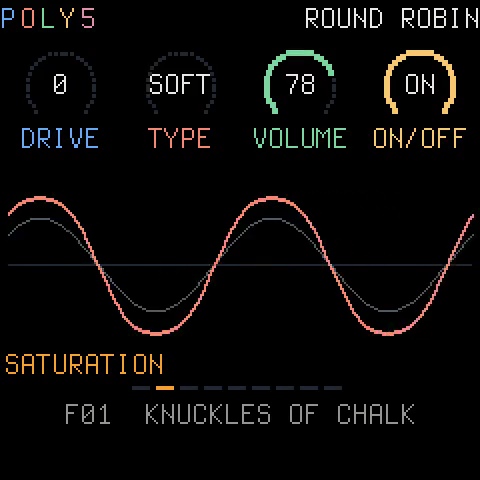 POLY5 ROUND ROBIN
0 SOFT 78 ON
DRIVE TYPE VOLUME ON/OFF
SATURATION
F01 KNUCKLES OF CHALK